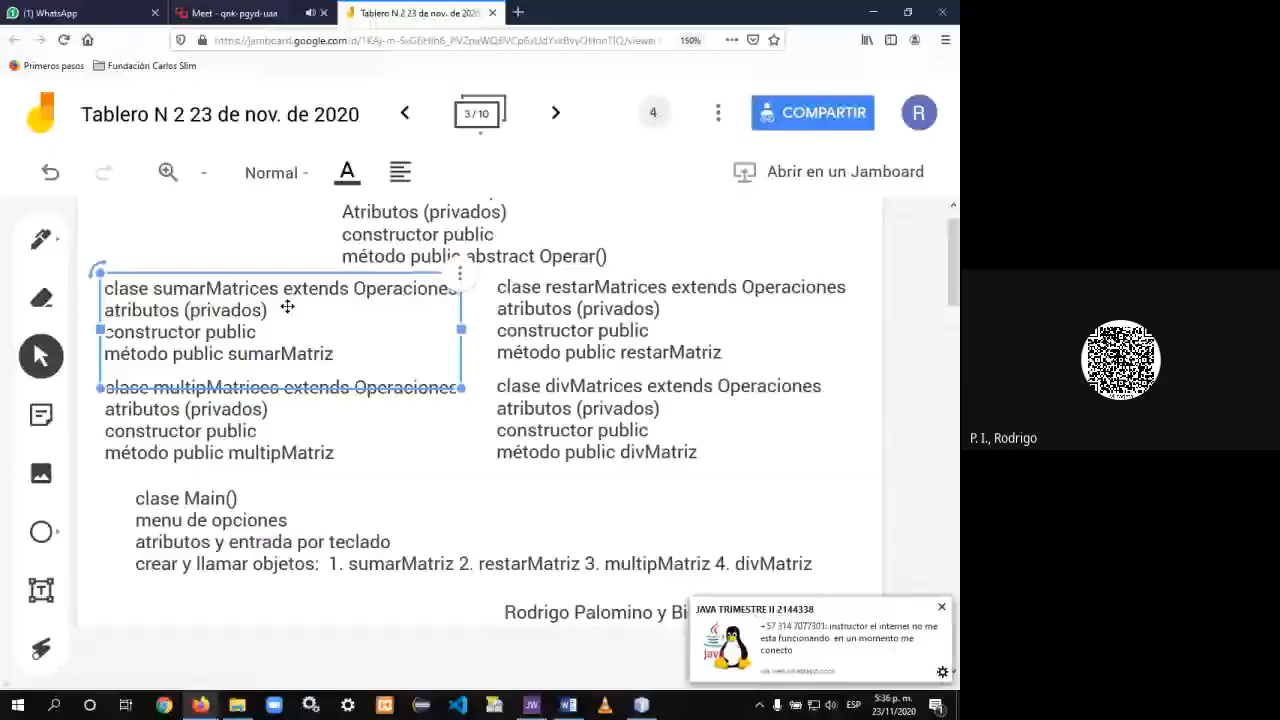 (1) WhatsApp
Meet - qnk-pgyd-uaa
Tablero N 2 23 de nov. de 2020
150%
Primeros pasos
Fundación Carlos Slim
Tablero N 2 23 de nov. de 2020
3 / 10
4
COMPARTIR
R
Normal
A
Abrir en un Jamboard
Atributos (privados)
constructor public
método public abstract Operar()
clase sumarMatrices extends Operaciones
atributos (privados)
constructor public
método public sumarMatriz
clase restarMatrices extends Operaciones
atributos (privados)
constructor public
método public restarMatriz
clase multipMatrices extends Operaciones
atributos (privados)
constructor public
método public multipMatriz
clase divMatrices extends Operaciones
atributos (privados)
constructor public
método public divMatriz
clase Main()
menu de opciones
atributos y entrada por teclado
crear y llamar objetos: 1. sumarMatriz 2. restarMatriz 3. multipMatriz 4. divMatriz
Rodrigo Palomino y
P. I., Rodrigo
JAVA TRIMESTRE II 2144338
instructor el internet no me
esta funcionando en un momento me
conecto
via web.whatsapp.com
Java
ESP
5:36 p. m.
23/11/2020